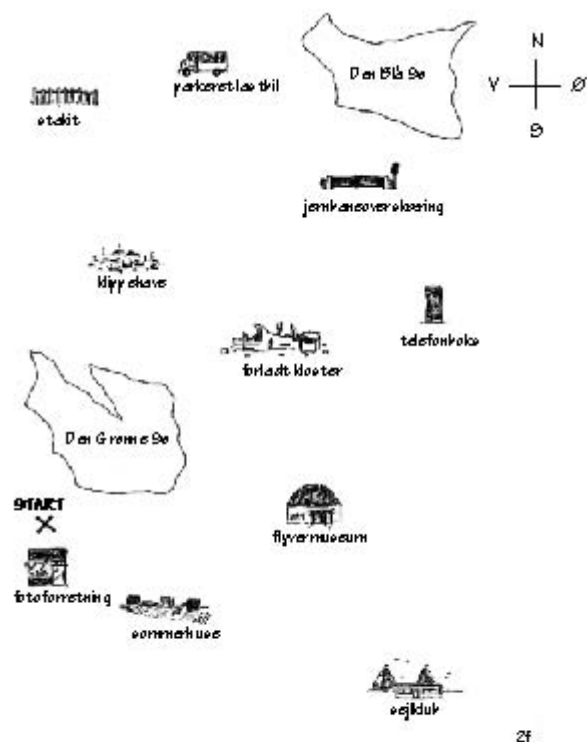 parkeret lastbil
Den Blå Sø
N
V
Ø
S
stakit
jernbaneoverskæring
klippehave
telefonboks
forladt kloster
Den Grønne Sø
START
flyvermuseum
fotoforretning
sommerhuse
sejlklub
2f